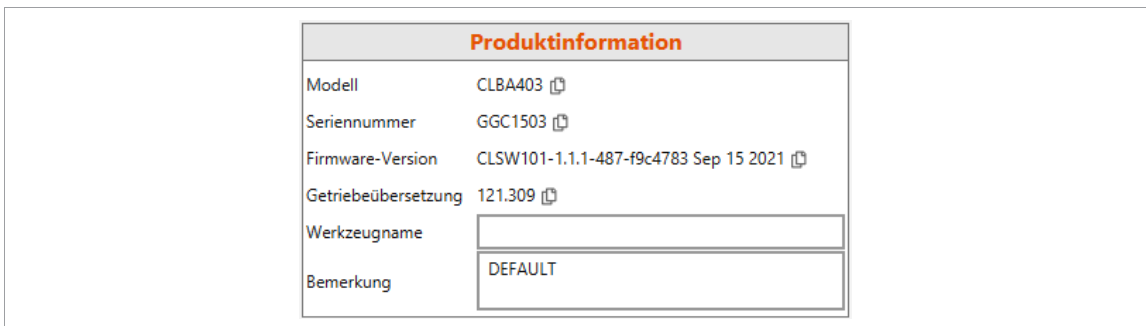 Produktinformation
Modell CLBA403
Seriennummer GGC1503
Firmware-Version CLSW101-1.1.1-487-f9c4783 Sep 15 2021
Getriebeübersetzung 121.309
Werkzeugname
Bemerkung DEFAULT